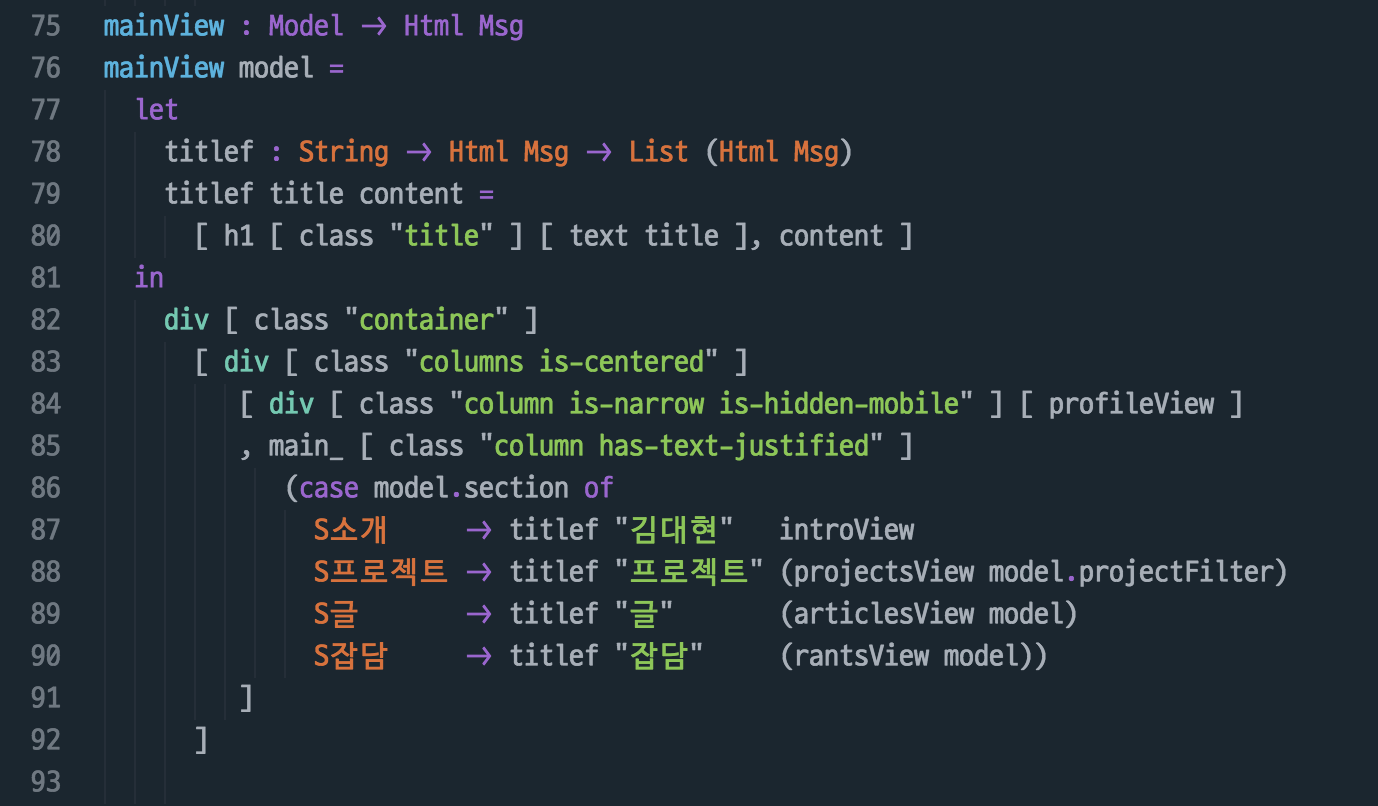 75 mainView : Model → Html Msg
76 mainView model =
77   let
78     titlef : String → Html Msg → List (Html Msg)
79     titlef title content =
80       [ h1 [ class "title" ] [ text title ], content ]
81   in
82     div [ class "container" ]
83       [ div [ class "columns is-centered" ]
84          [ div [ class "column is-narrow is-hidden-mobile" ] [ profileView ]
85          , main_ [ class "column has-text-justified" ]
86             (case model.section of
87               S소개     → titlef "김대현"   introView
88               S프로젝트 → titlef "프로젝트" (projectsView model.projectFilter)
89               S글       → titlef "글"       (articlesView model)
90               S잡담     → titlef "잡담"     (rantsView model))
91          ]
92       ]
93